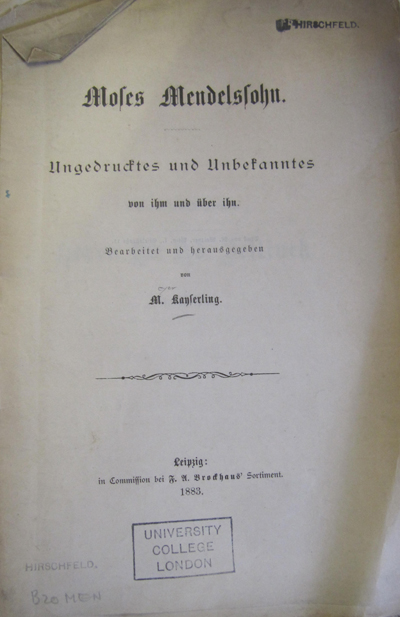 HIRSCHFELD.
Moses Mendelssohn.
Ungedrucktes und Unbekanntes
von ihm und über ihn.
Bearbeitet und herausgegeben
von
M. Kayserling.
Leipzig:
in Commission bei F. A. Brockhaus' Sortiment.
1883.
UNIVERSITY
COLLEGE
LONDON
HIRSCHFELD.
B20 MEN